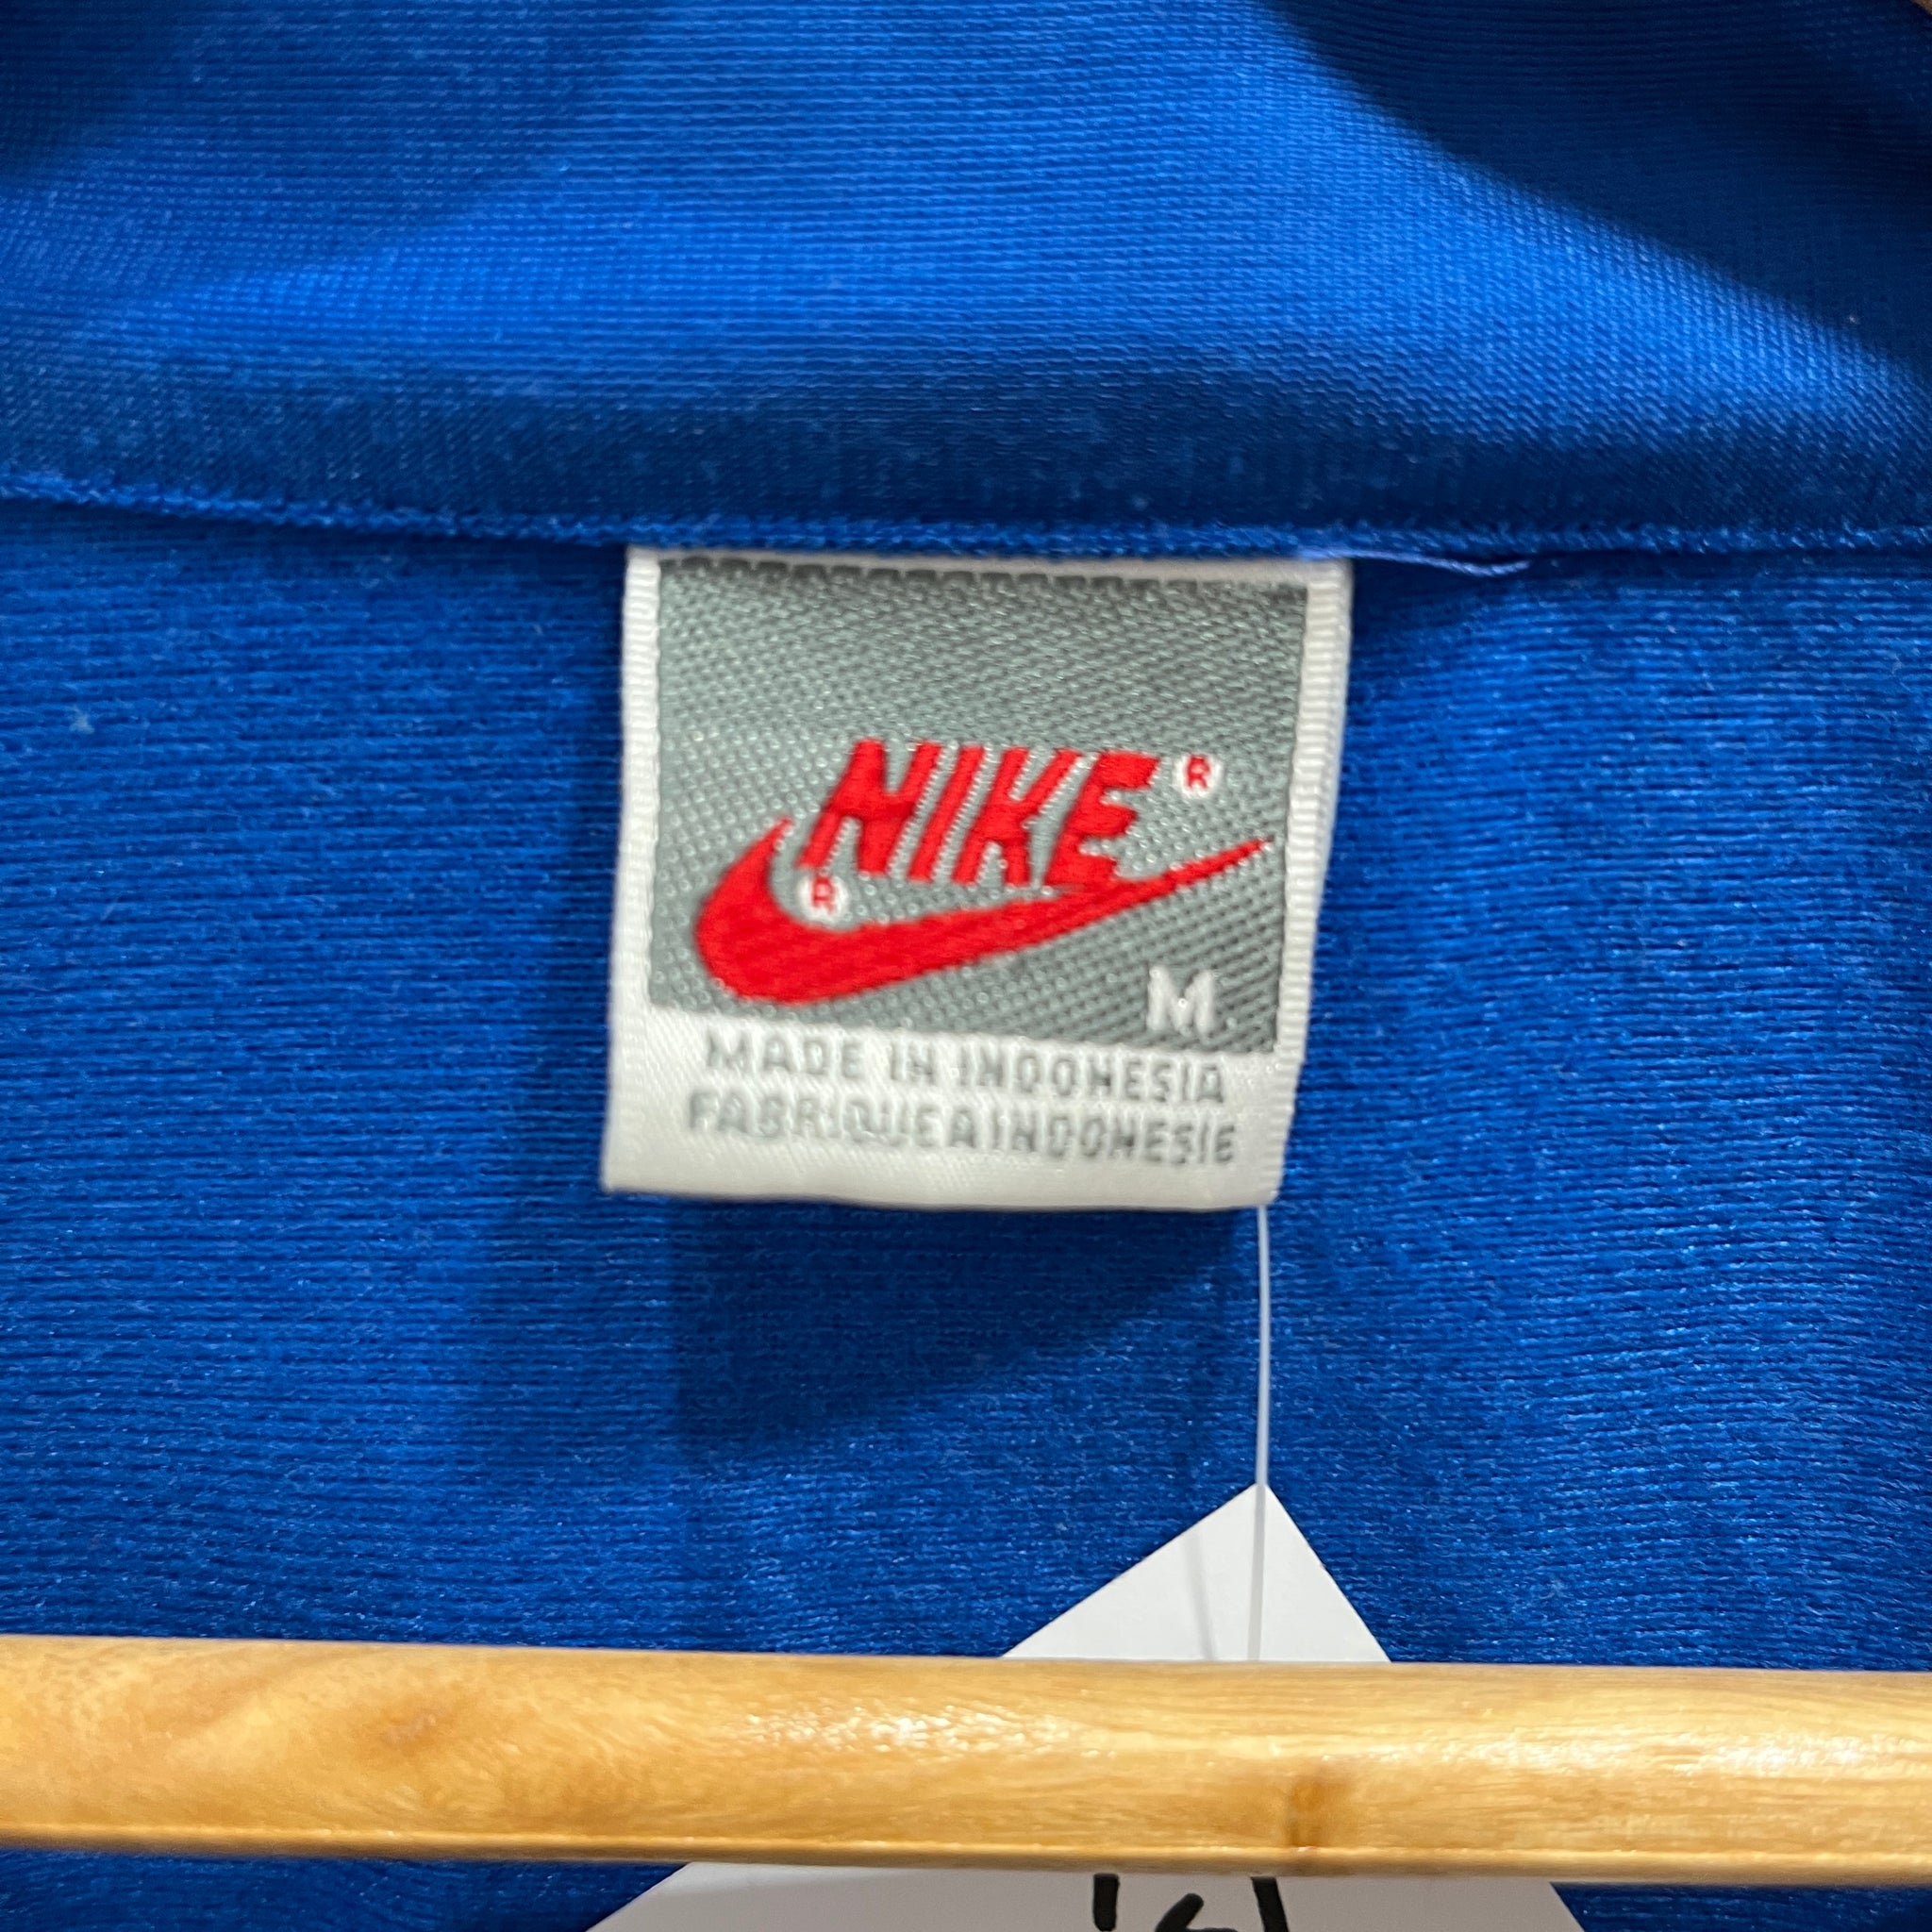 NIKE®
®
M
MADE IN INDONESIA
FABRIQUE A INDONESIE